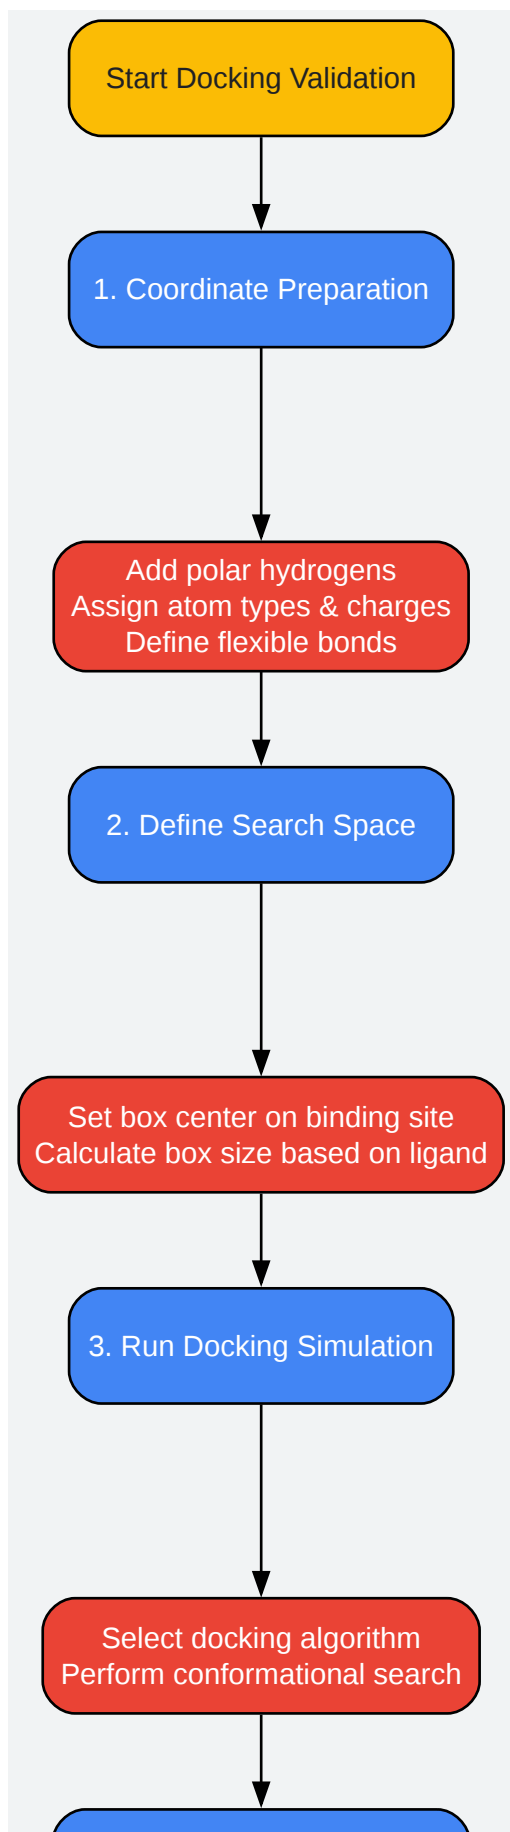 Start Docking Validation
1. Coordinate Preparation
Add polar hydrogens
Assign atom types & charges
Define flexible bonds
2. Define Search Space
Set box center on binding site
Calculate box size based on ligand
3. Run Docking Simulation
Select docking algorithm
Perform conformational search